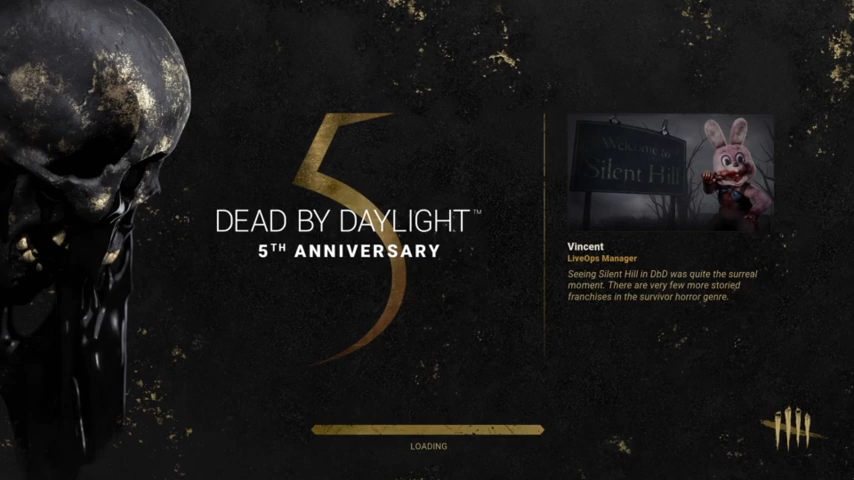 5
DEAD BY DAYLIGHT™
5TH ANNIVERSARY
Welcome to
Silent Hill
Vincent
LiveOps Manager
Seeing Silent Hill in DbD was quite the surreal
moment. There are very few more storied
franchises in the survivor horror genre.
LOADING